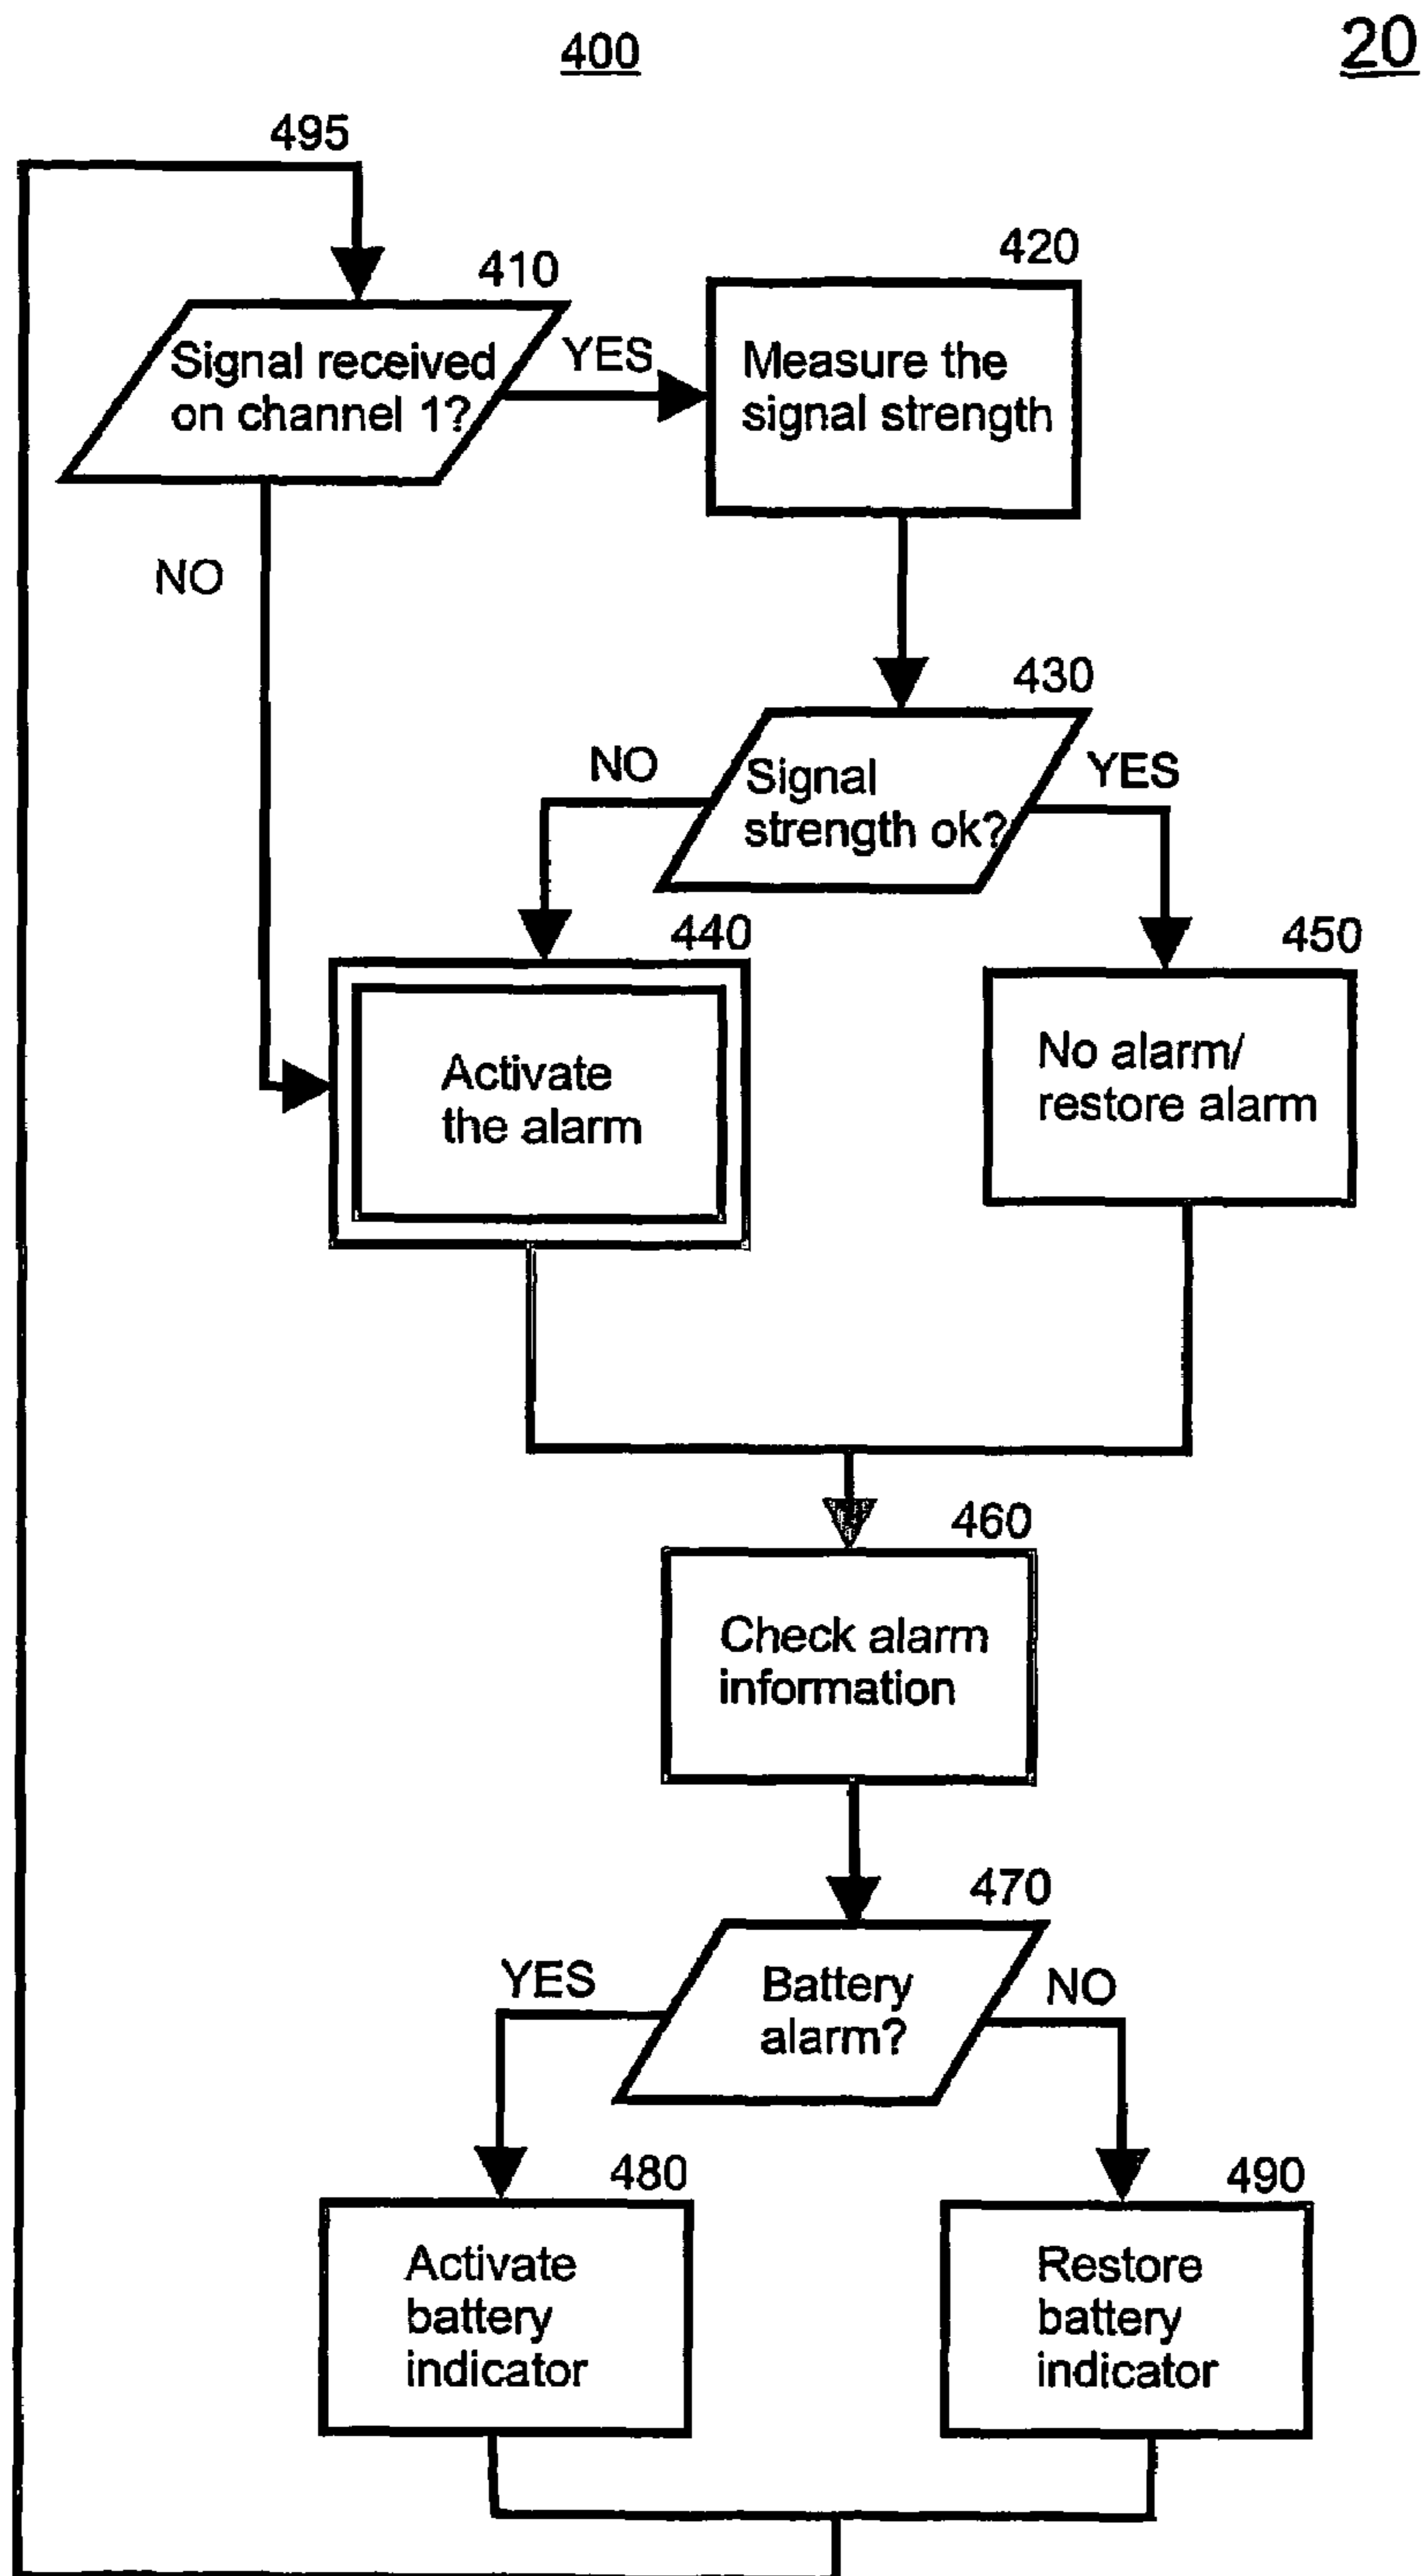 400
20
495
410
420
Signal received
on channel 1?
YES
Measure the
signal strength
NO
430
NO
Signal
strength ok?
YES
440
450
Activate
the alarm
No alarm/
restore alarm
460
Check alarm
information
470
YES
Battery
alarm?
NO
480
490
Activate
battery
indicator
Restore
battery
indicator